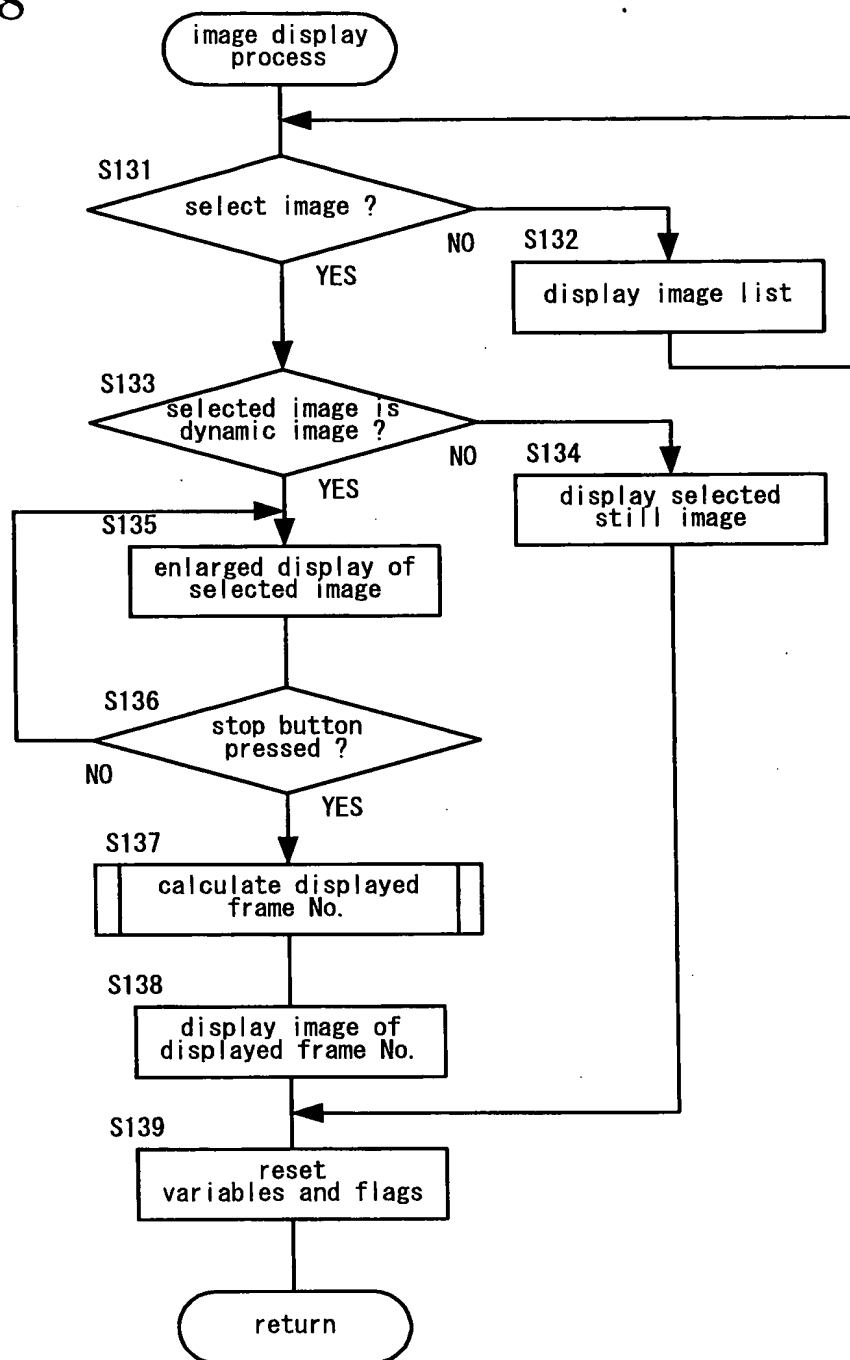 8
image display
process
S131
select image ?
NO
YES
S132
display image list
S133
selected image is
dynamic image ?
NO
YES
S134
display selected
still image
S135
enlarged display of
selected image
S136
stop button
pressed ?
NO
YES
S137
calculate displayed
frame No.
S138
display image of
displayed frame No.
S139
reset
variables and flags
return